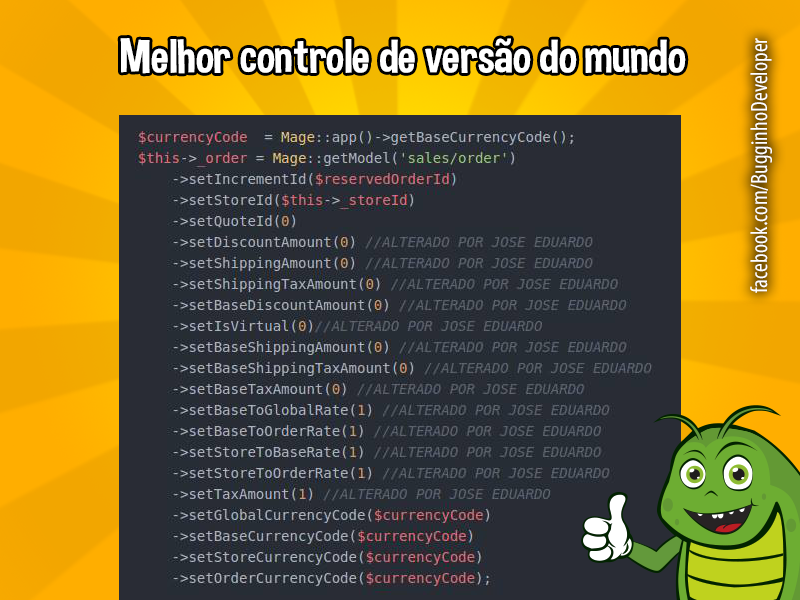 Melhor controle de versão do mundo
facebook.com/BugginhoDeveloper
$currencyCode  = Mage::app()->getBaseCurrencyCode();
$this->_order = Mage::getModel('sales/order')
    ->setIncrementId($reservedOrderId)
    ->setStoreId($this->_storeId)
    ->setQuoteId(0)
    ->setDiscountAmount(0) //ALTERADO POR JOSE EDUARDO
    ->setShippingAmount(0) //ALTERADO POR JOSE EDUARDO
    ->setShippingTaxAmount(0) //ALTERADO POR JOSE EDUARDO
    ->setBaseDiscountAmount(0) //ALTERADO POR JOSE EDUARDO
    ->setIsVirtual(0)//ALTERADO POR JOSE EDUARDO
    ->setBaseShippingAmount(0) //ALTERADO POR JOSE EDUARDO
    ->setBaseShippingTaxAmount(0) //ALTERADO POR JOSE EDUARDO
    ->setBaseTaxAmount(0) //ALTERADO POR JOSE EDUARDO
    ->setBaseToGlobalRate(1) //ALTERADO POR JOSE EDUARDO
    ->setBaseToOrderRate(1) //ALTERADO POR JOSE EDUARDO
    ->setStoreToBaseRate(1) //ALTERADO POR JOSE EDUARDO
    ->setStoreToOrderRate(1) //ALTERADO POR JOSE EDUARDO
    ->setTaxAmount(1) //ALTERADO POR JOSE EDUARDO
    ->setGlobalCurrencyCode($currencyCode)
    ->setBaseCurrencyCode($currencyCode)
    ->setStoreCurrencyCode($currencyCode)
    ->setOrderCurrencyCode($currencyCode);